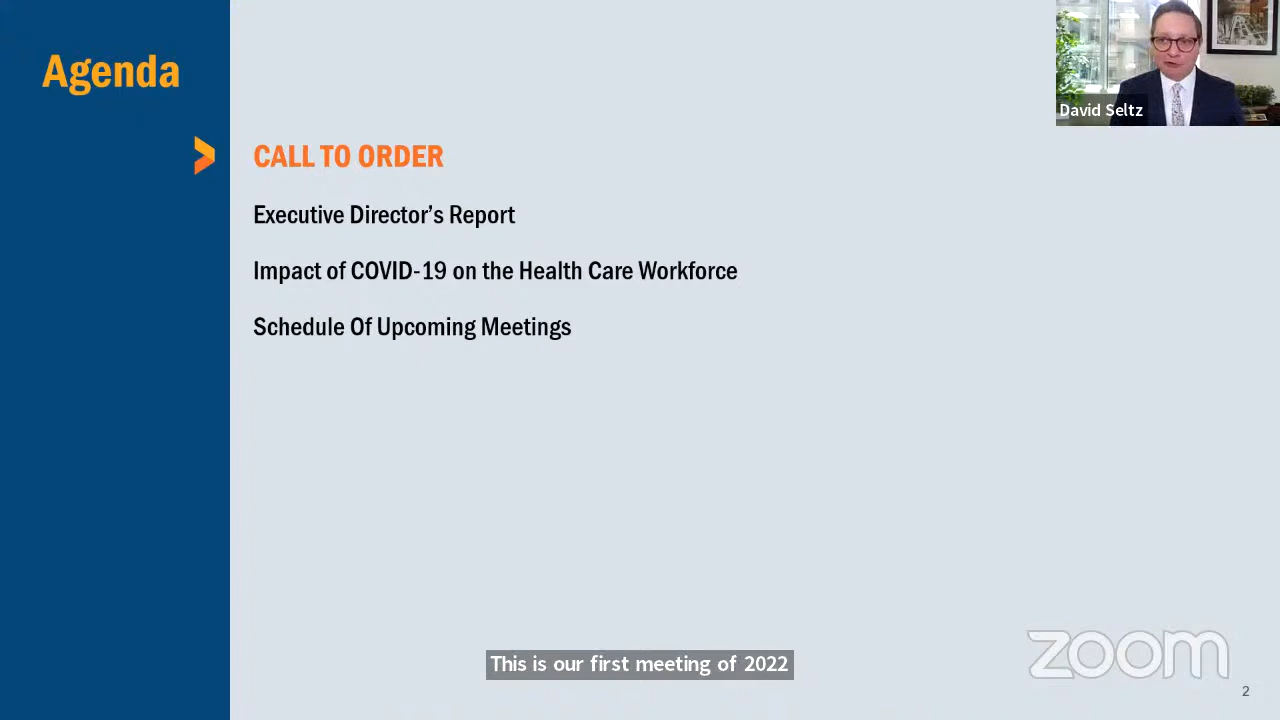 Agenda
David Seltz
CALL TO ORDER
Executive Director’s Report
Impact of COVID-19 on the Health Care Workforce
Schedule Of Upcoming Meetings
This is our first meeting of 2022
zoom
2